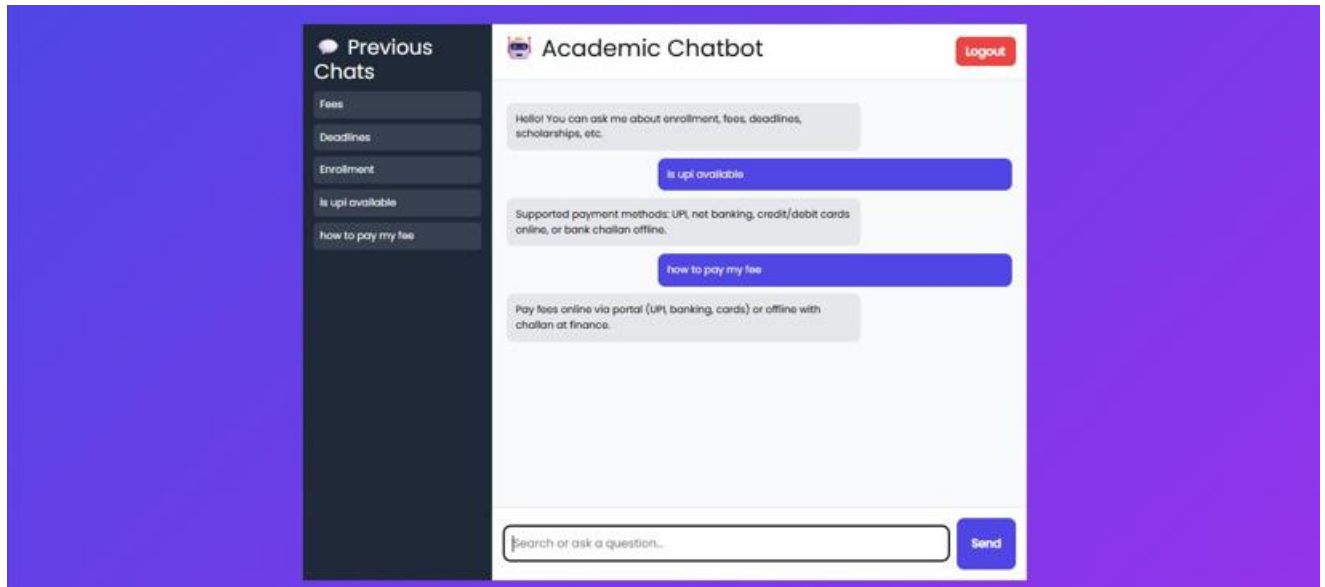 Previous
Chats
Fees
Deadlines
Enrollment
is upi available
how to pay my fee
Academic Chatbot
Logout
Hello! You can ask me about enrollment, fees, deadlines,
scholarships, etc.
is upi available
Supported payment methods: UPI, net banking, credit/debit cards
online, or bank challan offline.
how to pay my fee
Pay fees online via portal (UPI, banking, cards) or offline with
challan at finance.
Search or ask a question...
Send